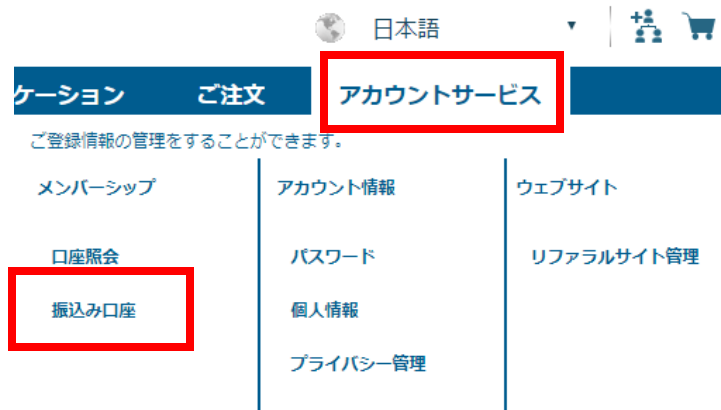 日本語
ケーション ご注文 アカウントサービス
ご登録情報の管理をすることができます。
メンバーシップ アカウント情報 ウェブサイト
口座照会 パスワード リファラルサイト管理
振込み口座 個人情報
プライバシー管理